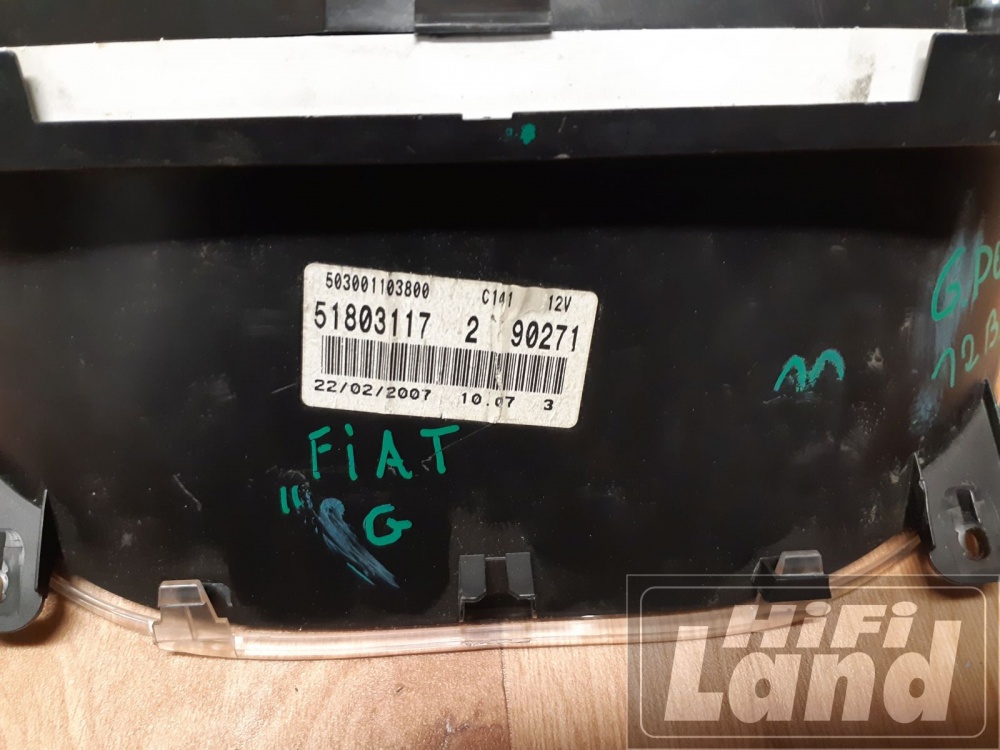 503001103800 C141 12V
51803117 2 90271
22/02/2007 10.07 3
FiAT
" G
HiFi
Land